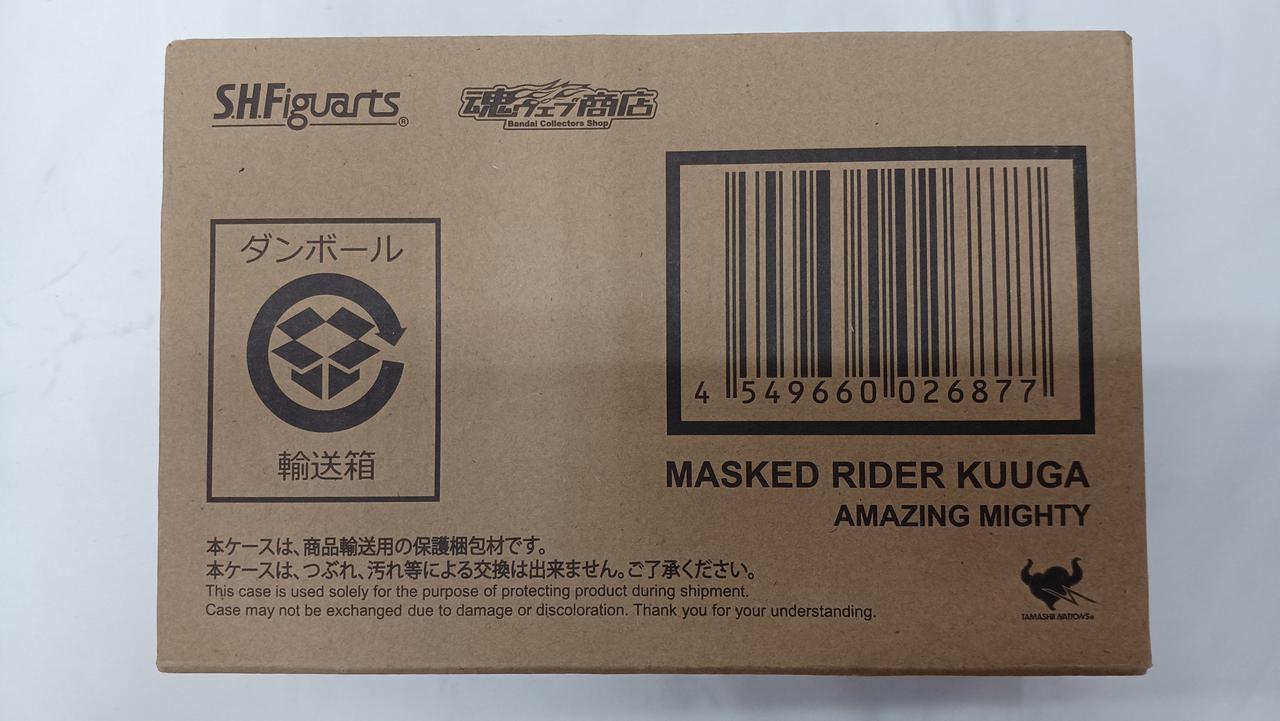 S.H.Figuarts®
魂ウェブ商店
Bandai Collectors Shop
ダンボール
輸送箱
4 549660 026877
MASKED RIDER KUUGA
AMAZING MIGHTY
本ケースは、商品輸送用の保護梱包材です。
本ケースは、つぶれ、汚れ等による交換は出来ません。ご了承ください。
This case is used solely for the purpose of protecting product during shipment.
Case may not be exchanged due to damage or discoloration. Thank you for your understanding.
TAMASHII NATIONS®